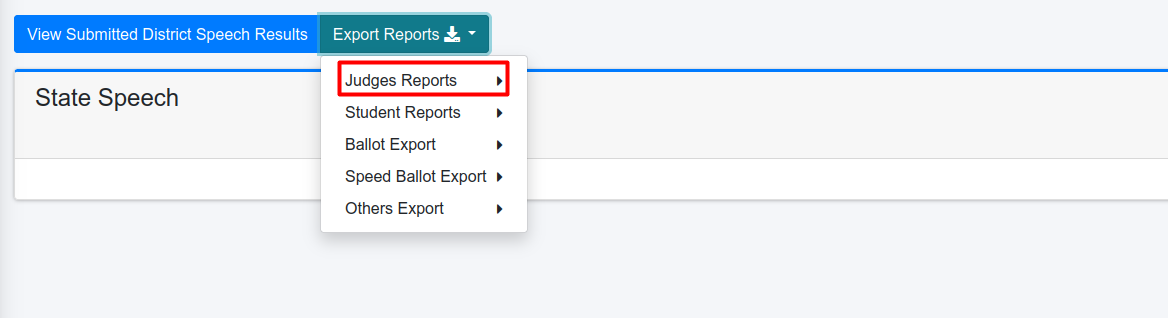 View Submitted District Speech Results
Export Reports
Judges Reports
State Speech
Student Reports
Ballot Export
Speed Ballot Export
Others Export